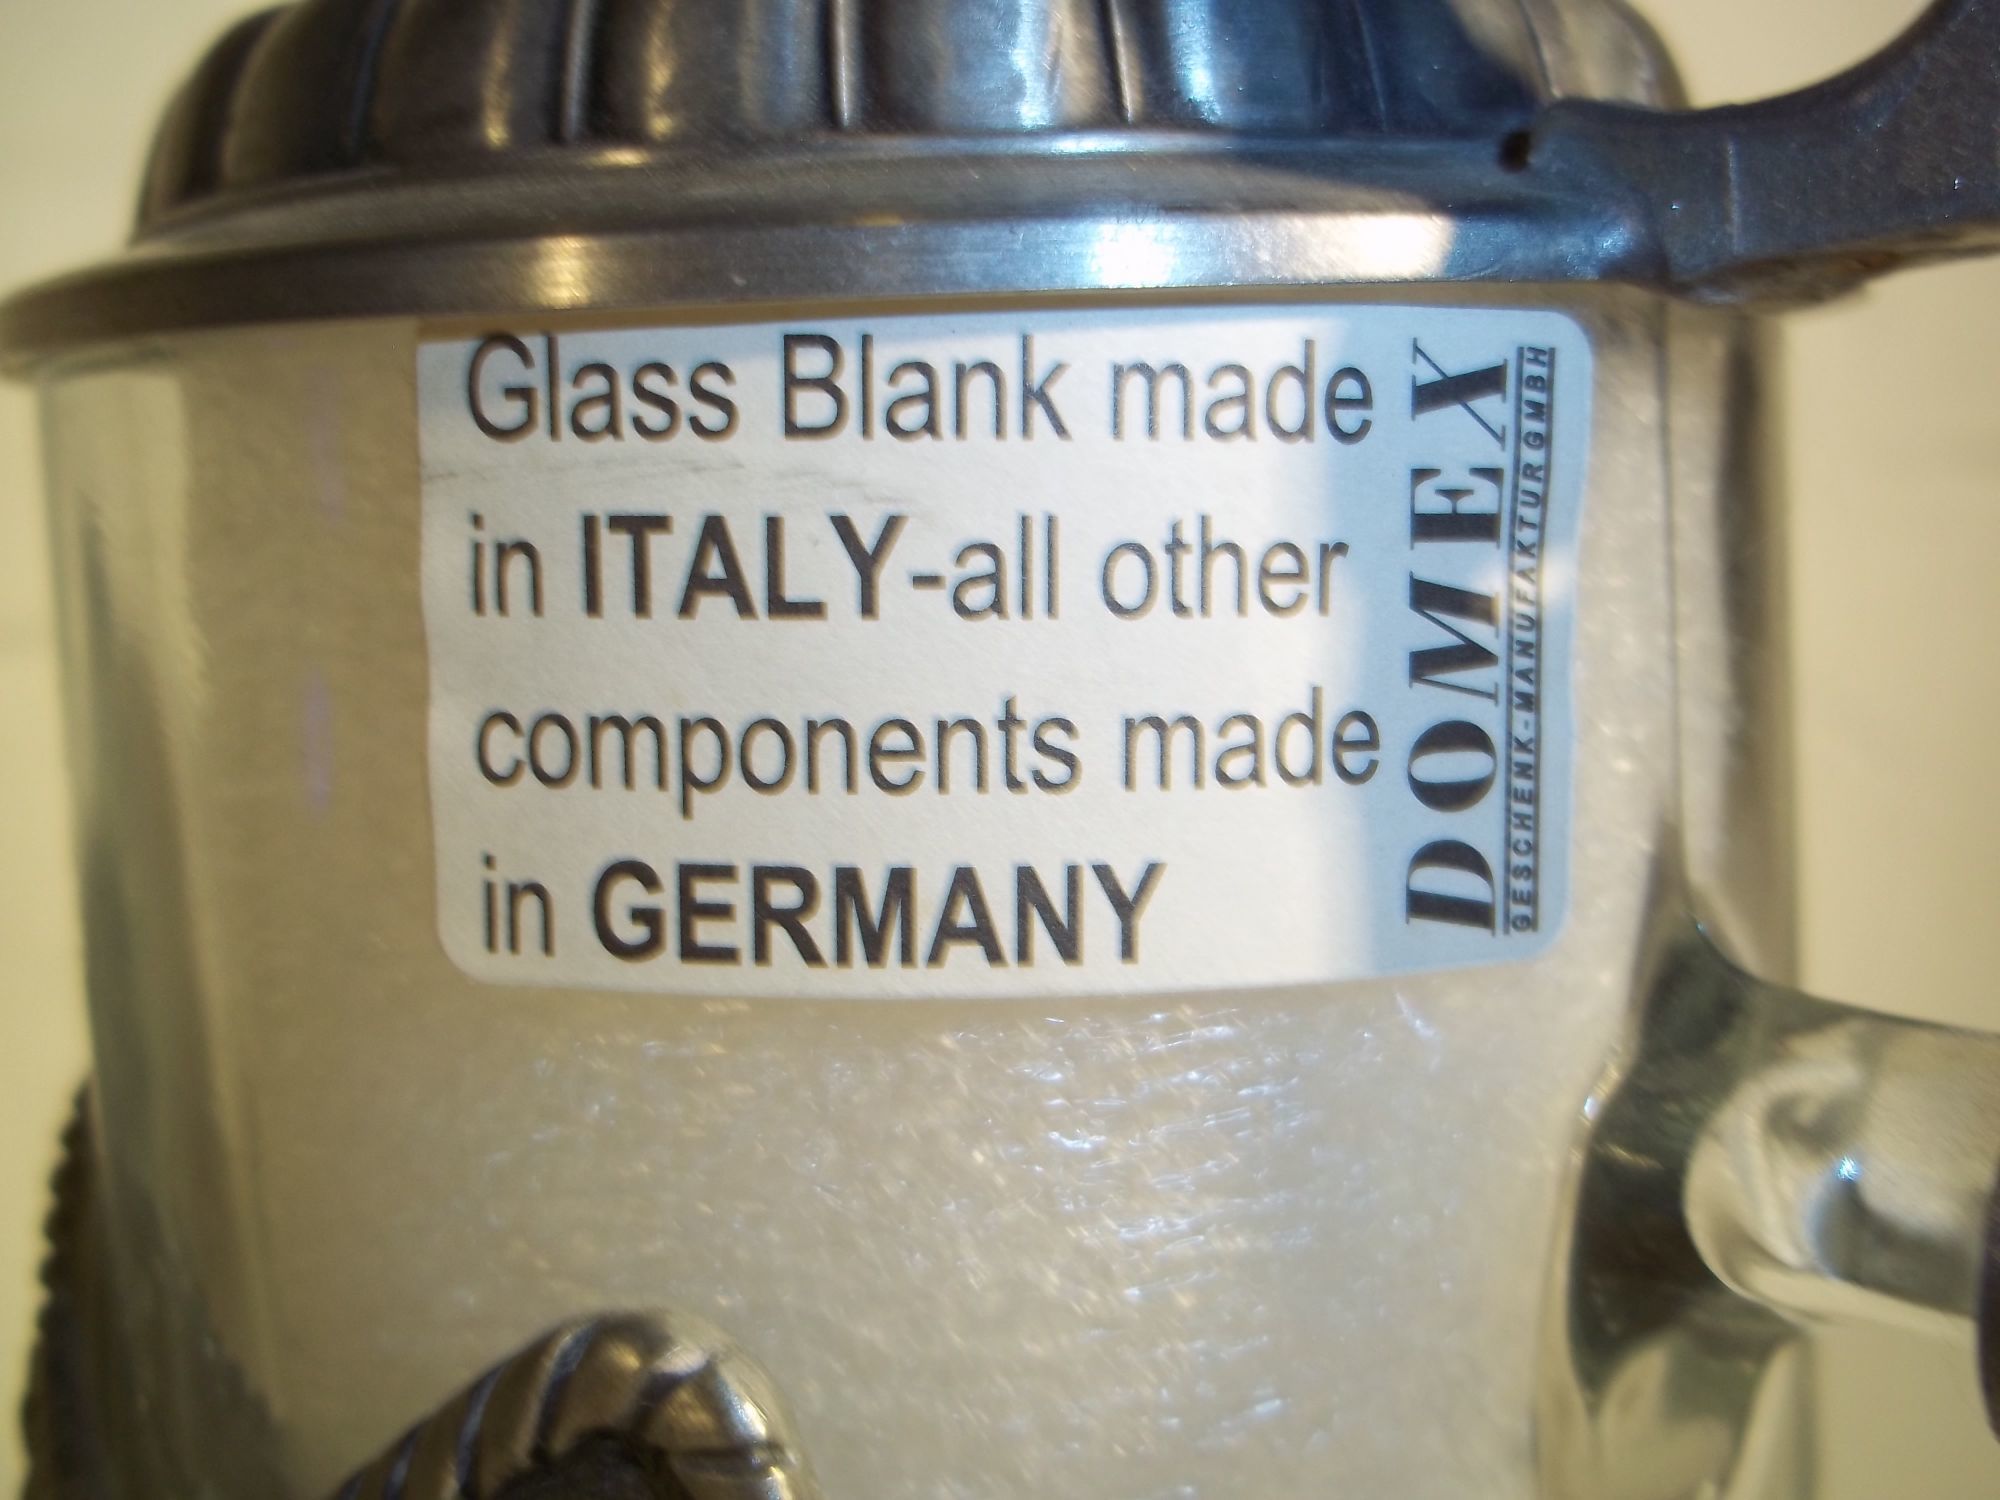 Glass Blank made
in ITALY-all other
components made
in GERMANY
DOMEX
GESCHENK-MANUFAKTUR GMBH